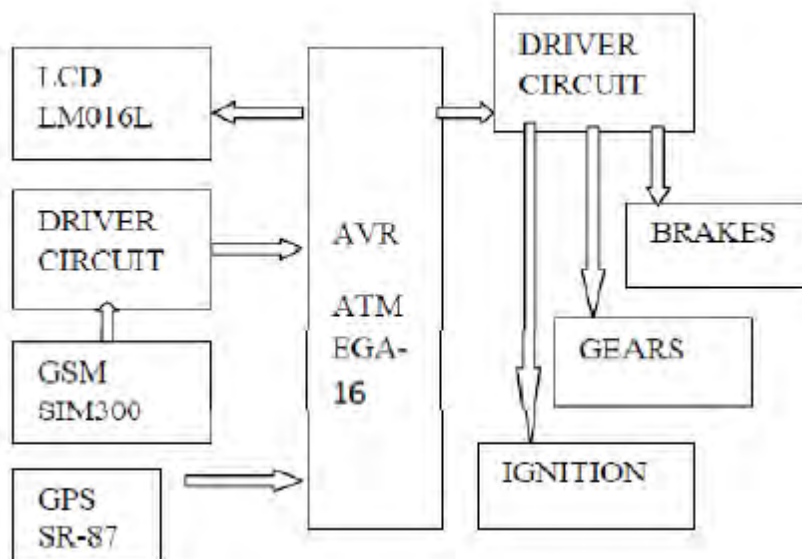 LCD
LM016L
DRIVER
CIRCUIT
GSM
SIM300
GPS
SR-87
AVR
ATM
EGA-
16
DRIVER
CIRCUIT
BRAKES
GEARS
IGNITION